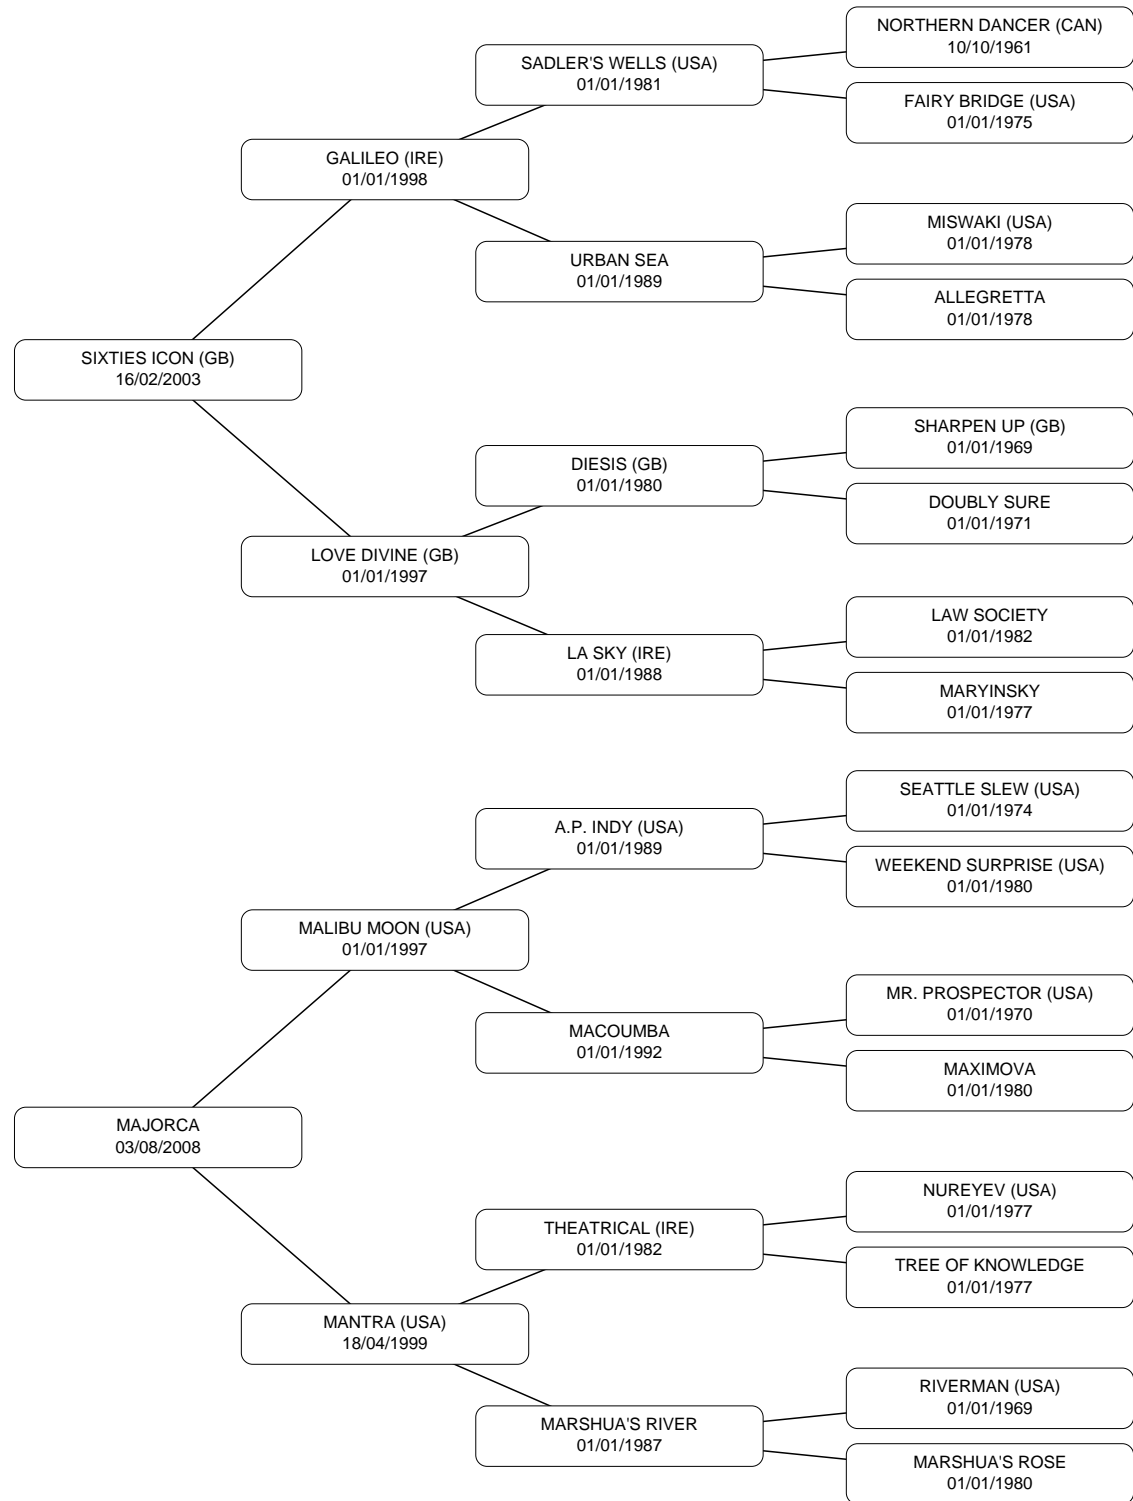 NORTHERN DANCER (CAN)
10/10/1961
SADLER'S WELLS (USA)
01/01/1981
FAIRY BRIDGE (USA)
01/01/1975
GALILEO (IRE)
01/01/1998
MISWAKI (USA)
01/01/1978
URBAN SEA
01/01/1989
ALLEGRETTA
01/01/1978
SIXTIES ICON (GB)
16/02/2003
SHARPEN UP (GB)
01/01/1969
DIESIS (GB)
01/01/1980
DOUBLY SURE
01/01/1971
LOVE DIVINE (GB)
01/01/1997
LAW SOCIETY
01/01/1982
LA SKY (IRE)
01/01/1988
MARYINSKY
01/01/1977
SEATTLE SLEW (USA)
01/01/1974
A.P. INDY (USA)
01/01/1989
WEEKEND SURPRISE (USA)
01/01/1980
MALIBU MOON (USA)
01/01/1997
MR. PROSPECTOR (USA)
01/01/1970
MACOUMBA
01/01/1992
MAXIMOVA
01/01/1980
MAJORCA
03/08/2008
NUREYEV (USA)
01/01/1977
THEATRICAL (IRE)
01/01/1982
TREE OF KNOWLEDGE
01/01/1977
MANTRA (USA)
18/04/1999
RIVERMAN (USA)
01/01/1969
MARSHUA'S RIVER
01/01/1987
MARSHUA'S ROSE
01/01/1980